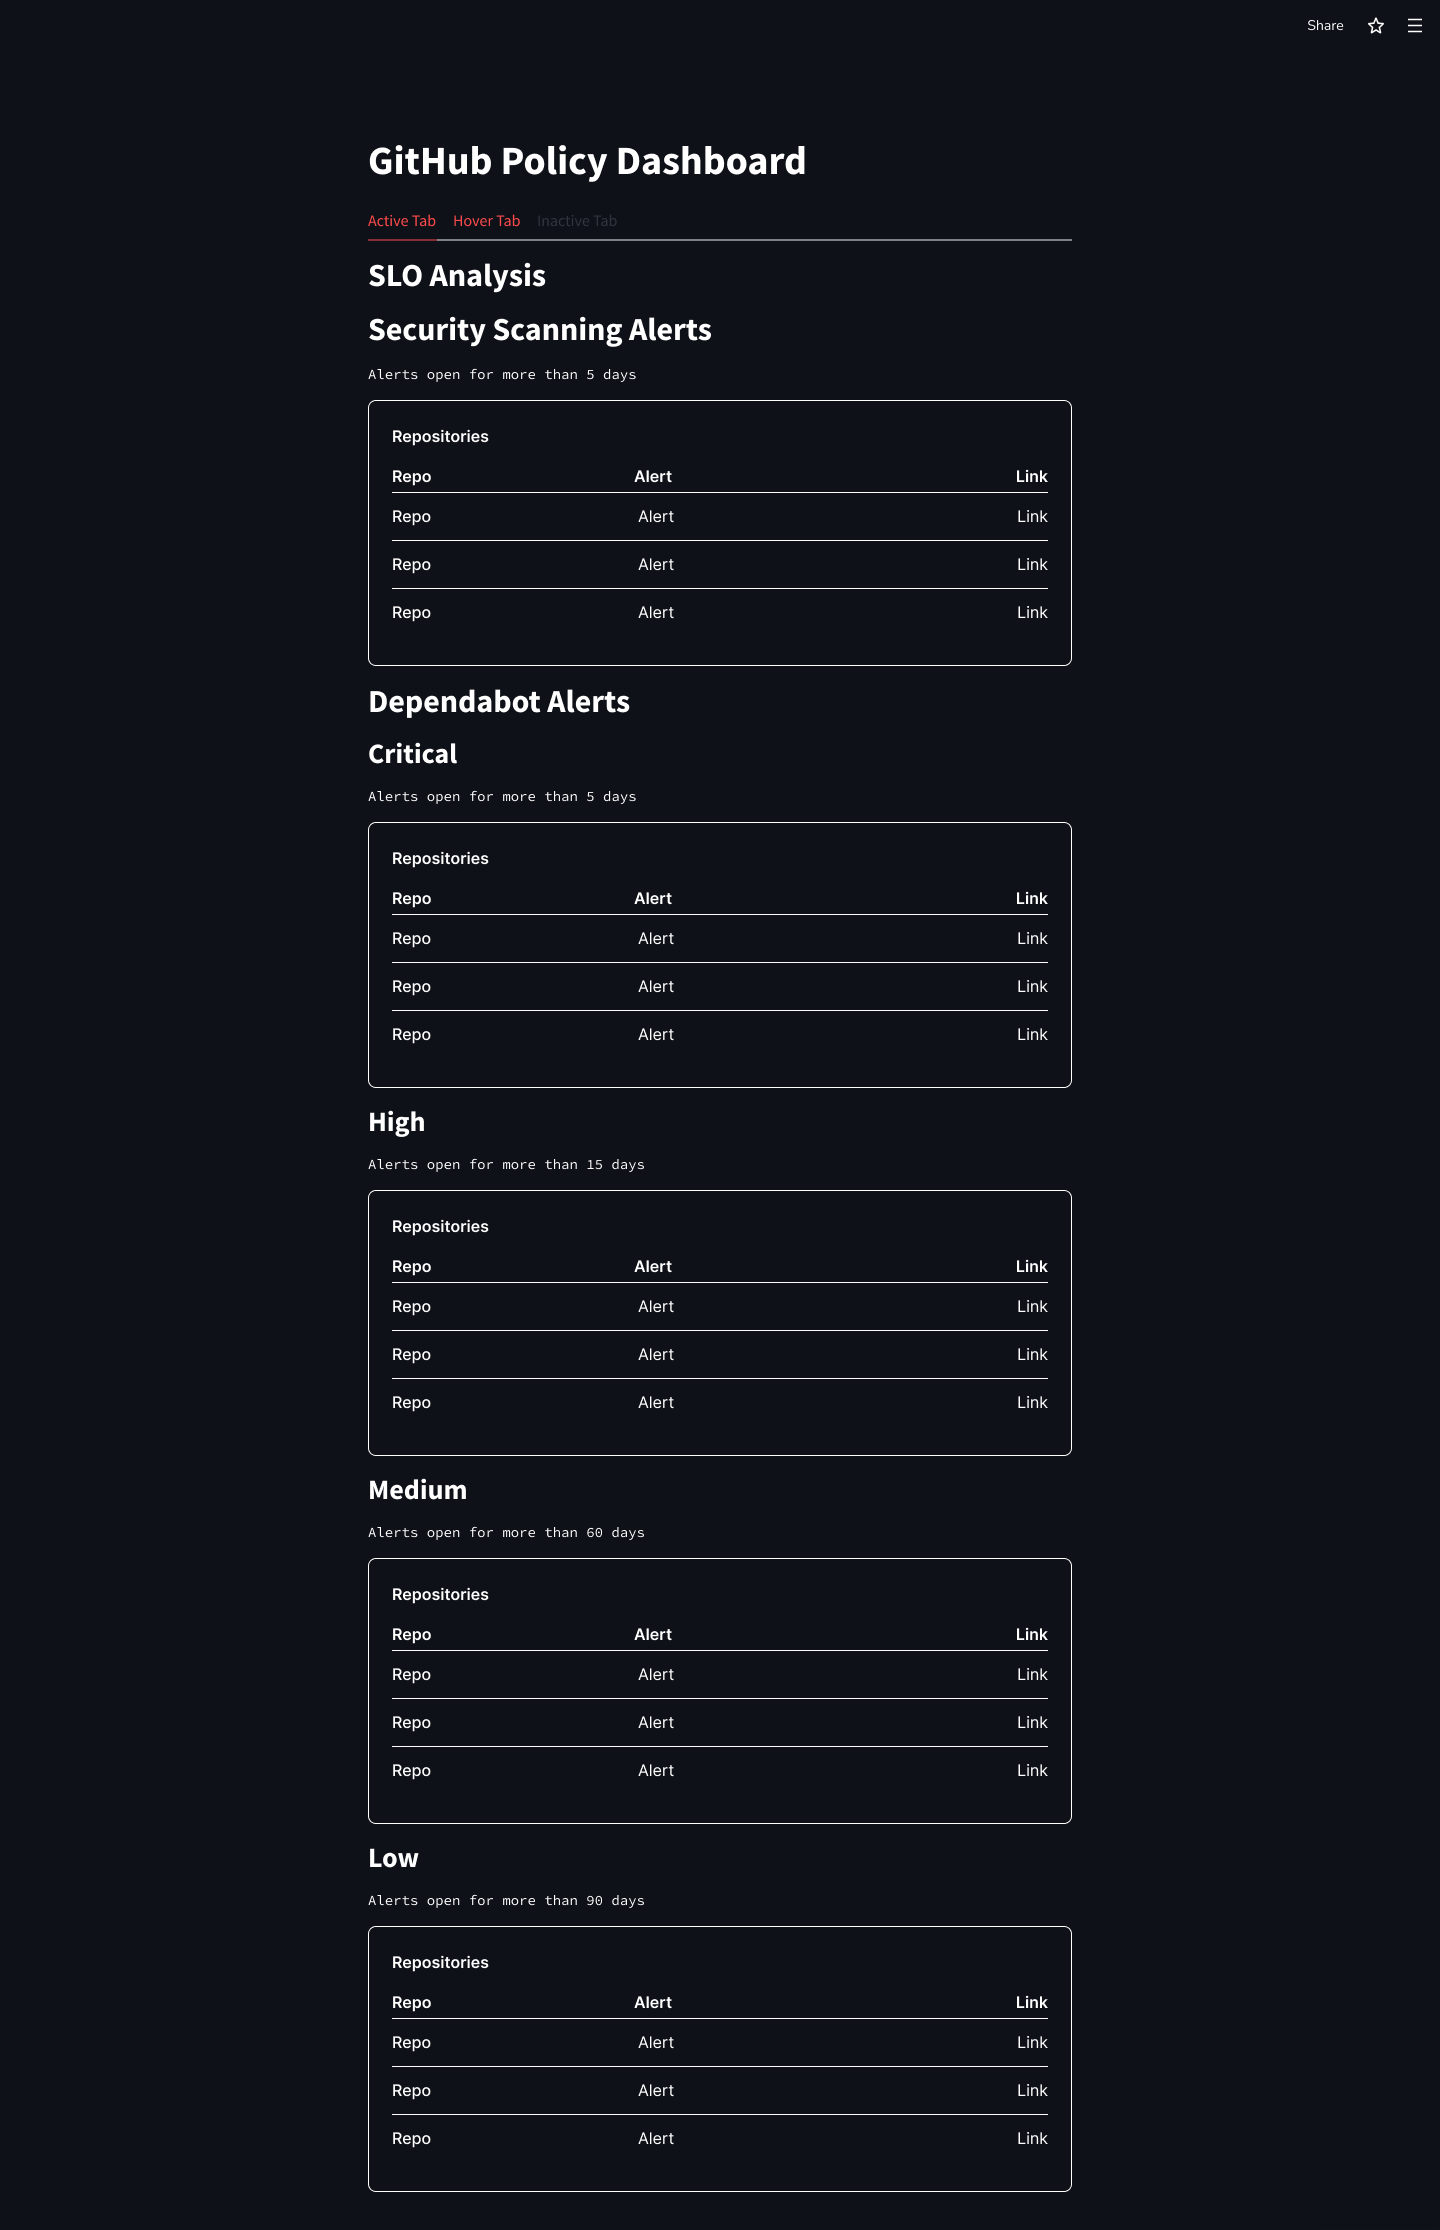 Share
GitHub Policy Dashboard
Active Tab Hover Tab Inactive Tab
SLO Analysis
Security Scanning Alerts
Alerts open for more than 5 days
Repositories
Repo Alert Link
Repo Alert Link
Repo Alert Link
Repo Alert Link
Dependabot Alerts
Critical
Alerts open for more than 5 days
Repositories
Repo Alert Link
Repo Alert Link
Repo Alert Link
Repo Alert Link
High
Alerts open for more than 15 days
Repositories
Repo Alert Link
Repo Alert Link
Repo Alert Link
Repo Alert Link
Medium
Alerts open for more than 60 days
Repositories
Repo Alert Link
Repo Alert Link
Repo Alert Link
Repo Alert Link
Low
Alerts open for more than 90 days
Repositories
Repo Alert Link
Repo Alert Link
Repo Alert Link
Repo Alert Link